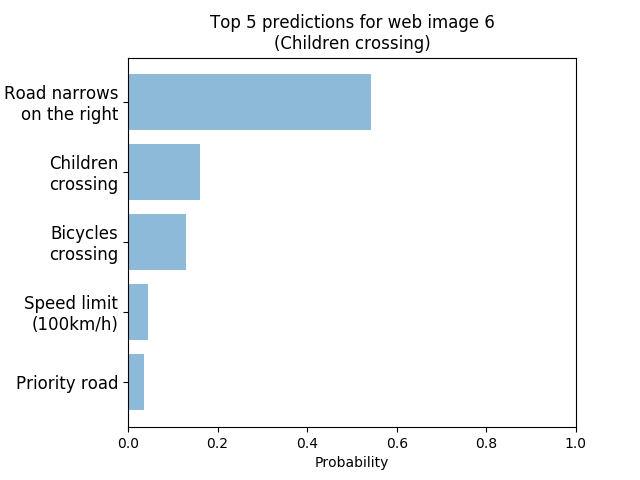 Top 5 predictions for web image 6
(Children crossing)
Road narrows
on the right
Children
crossing
Bicycles
crossing
Speed limit
(100km/h)
Priority road
0.0 0.2 0.4 0.6 0.8 1.0
Probability